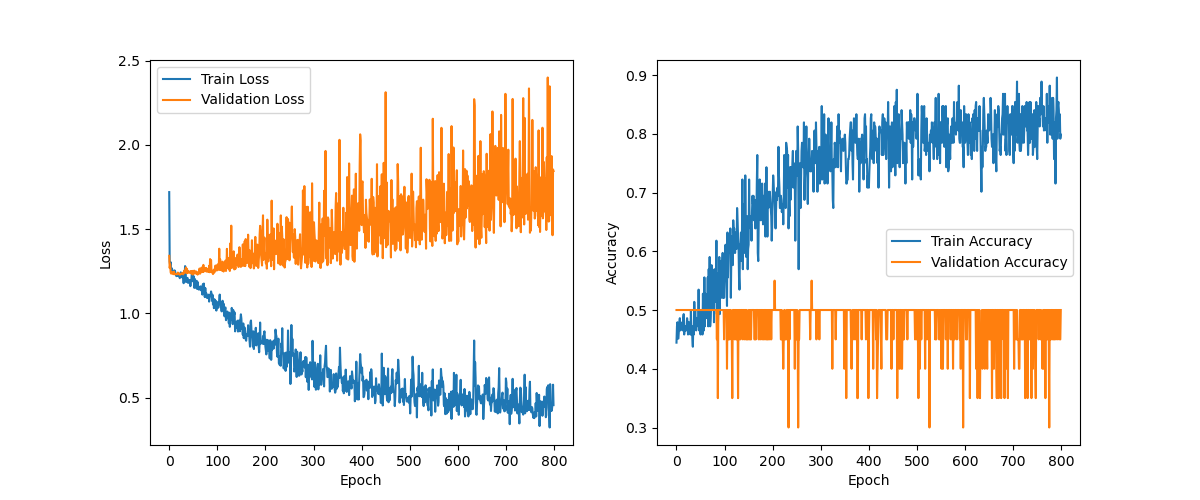 2.5
2.0
1.5
1.0
0.5
Loss
Train Loss
Validation Loss
0 100 200 300 400 500 600 700 800
Epoch
0.9
0.8
0.7
0.6
0.5
0.4
0.3
Accuracy
Train Accuracy
Validation Accuracy
0 100 200 300 400 500 600 700 800
Epoch